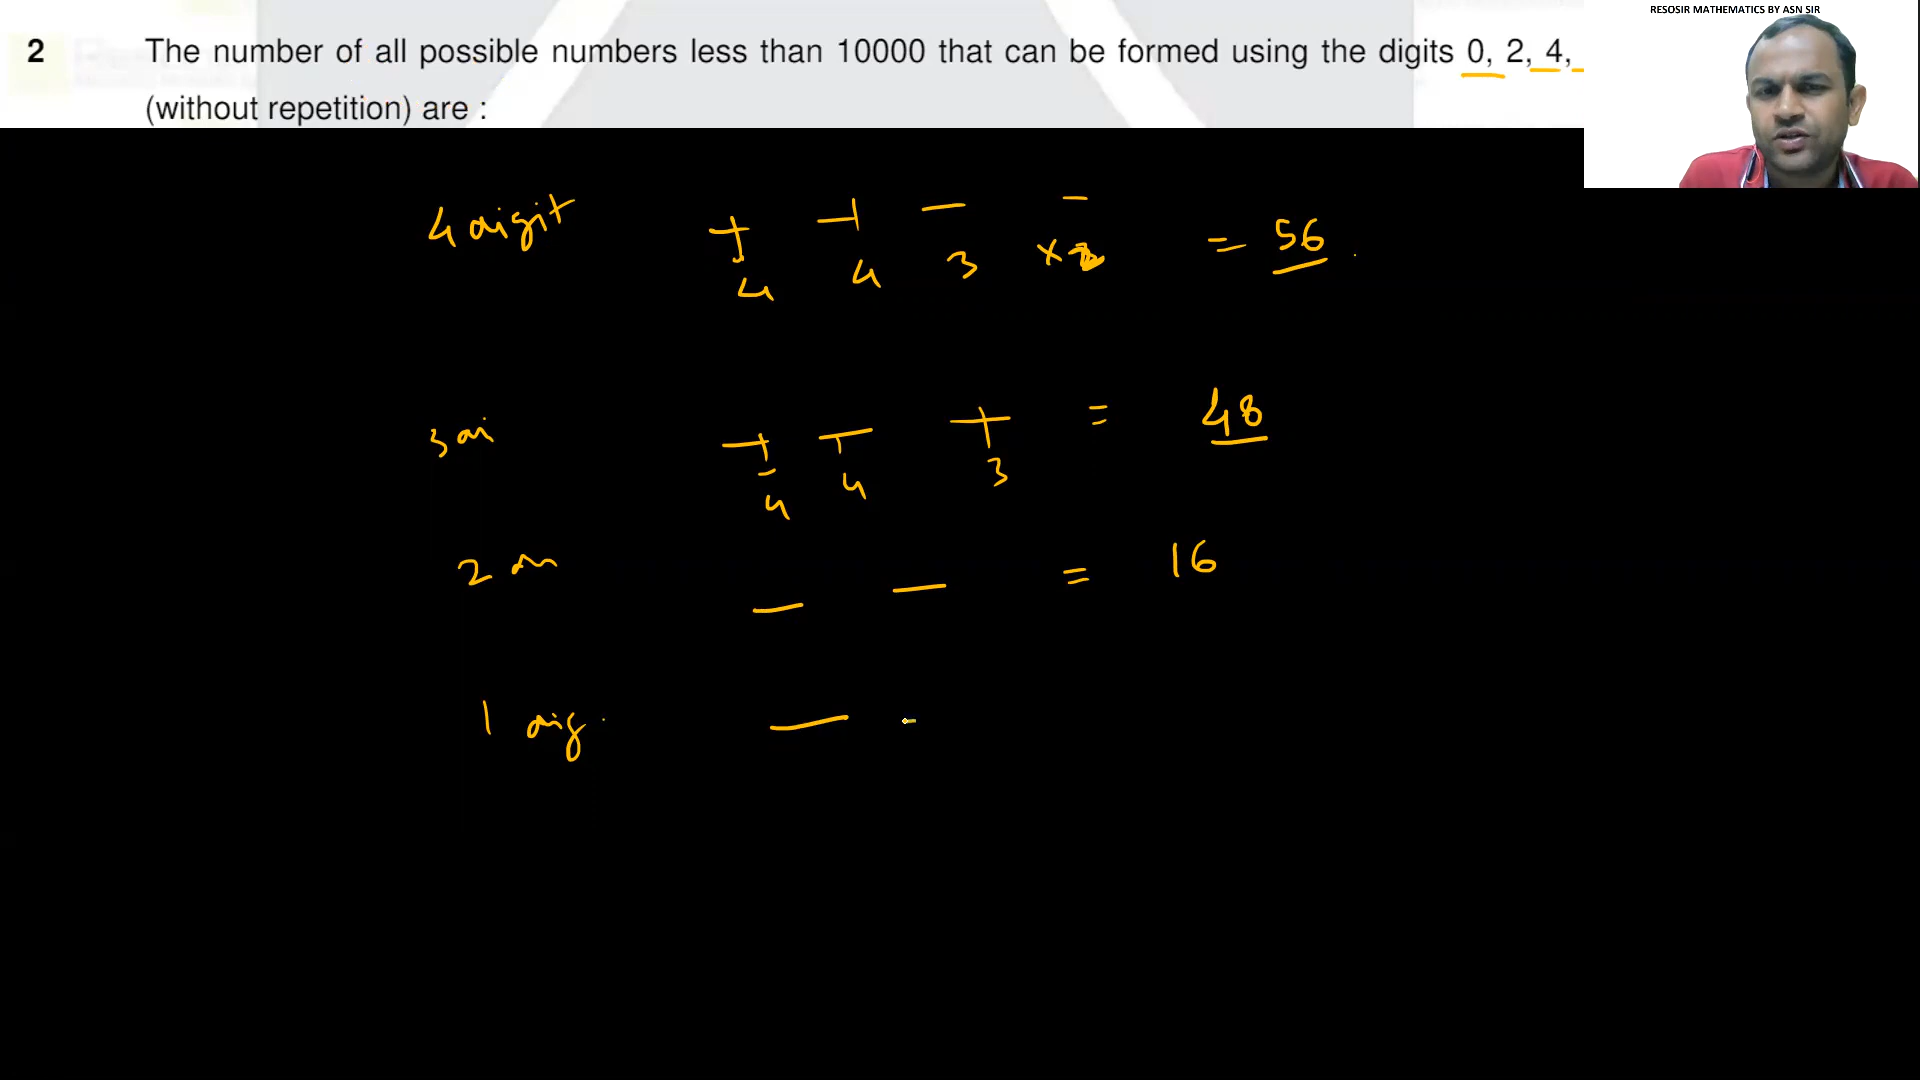 RESOSIR MATHEMATICS BY ASN SIR
2 The number of all possible numbers less than 10000 that can be formed using the digits 0, 2, 4,
(without repetition) are :
4 digit = 56
4 4 3 ×
3 = 48
4 4 3
2 = 16
1 dig.